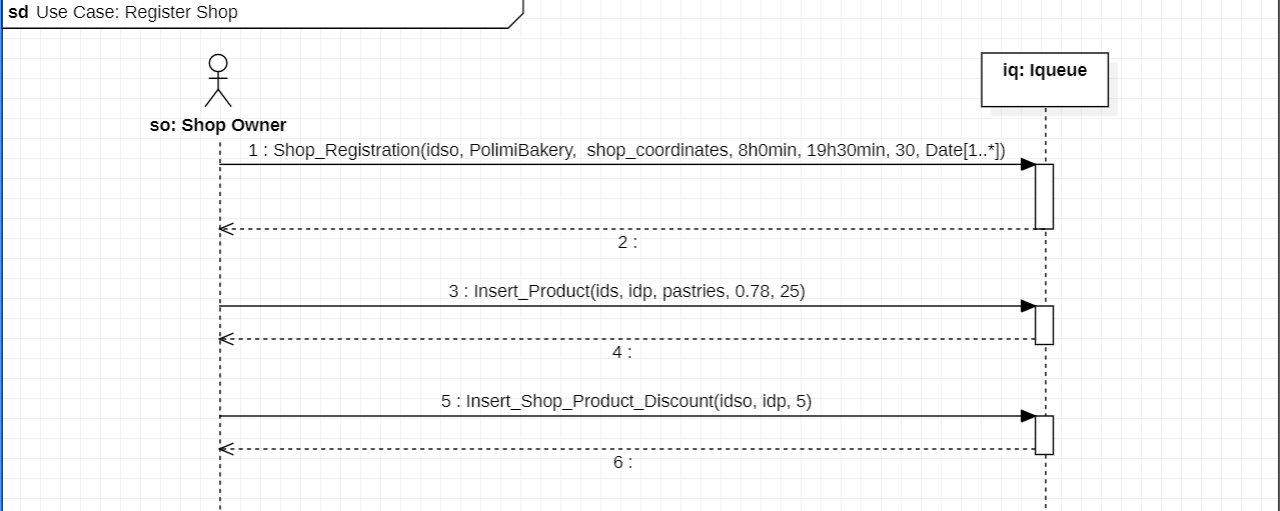 sd Use Case: Register Shop
so: Shop Owner
iq: Iqueue
1 : Shop_Registration(idso, PolimiBakery, shop_coordinates, 8h0min, 19h30min, 30, Date[1..*])
2 :
3 : Insert_Product(ids, idp, pastries, 0.78, 25)
4 :
5 : Insert_Shop_Product_Discount(idso, idp, 5)
6 :